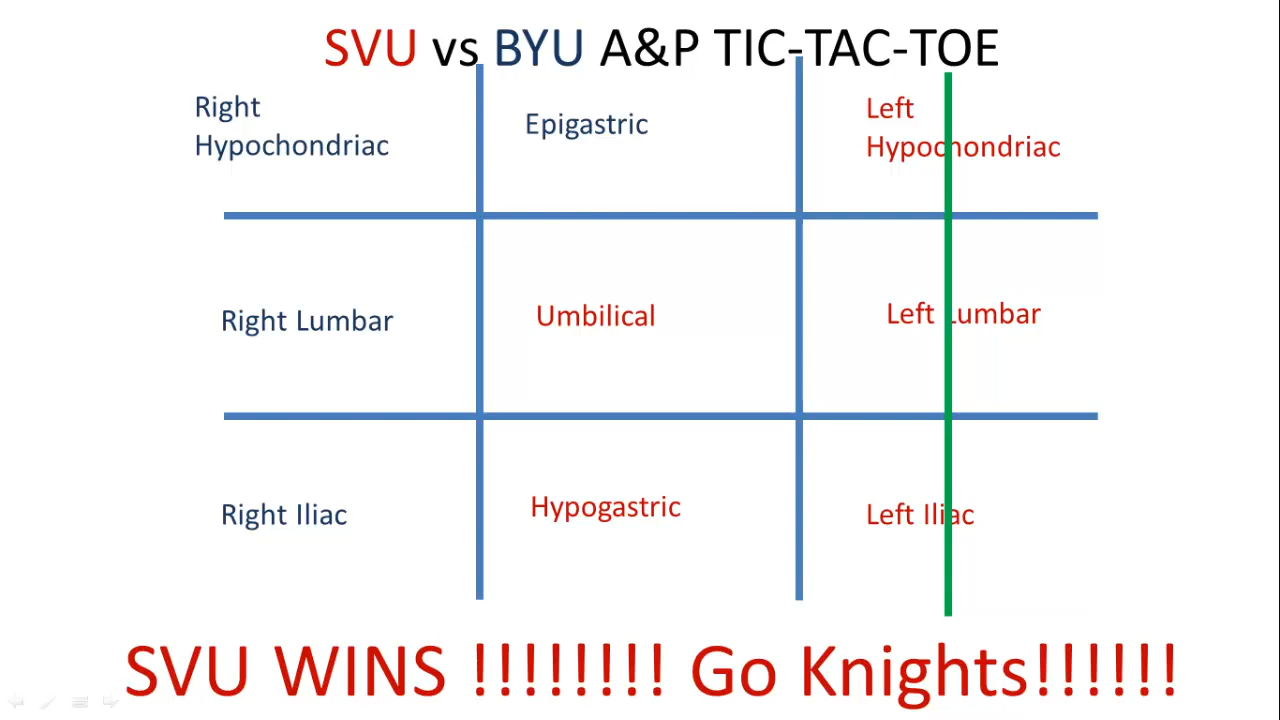 SVU vs BYU A&P TIC-TAC-TOE
Right
Hypochondriac
Epigastric
Left
Hypochondriac
Right Lumbar
Umbilical
Left Lumbar
Right Iliac
Hypogastric
Left Iliac
SVU WINS !!!!!!!! Go Knights!!!!!!